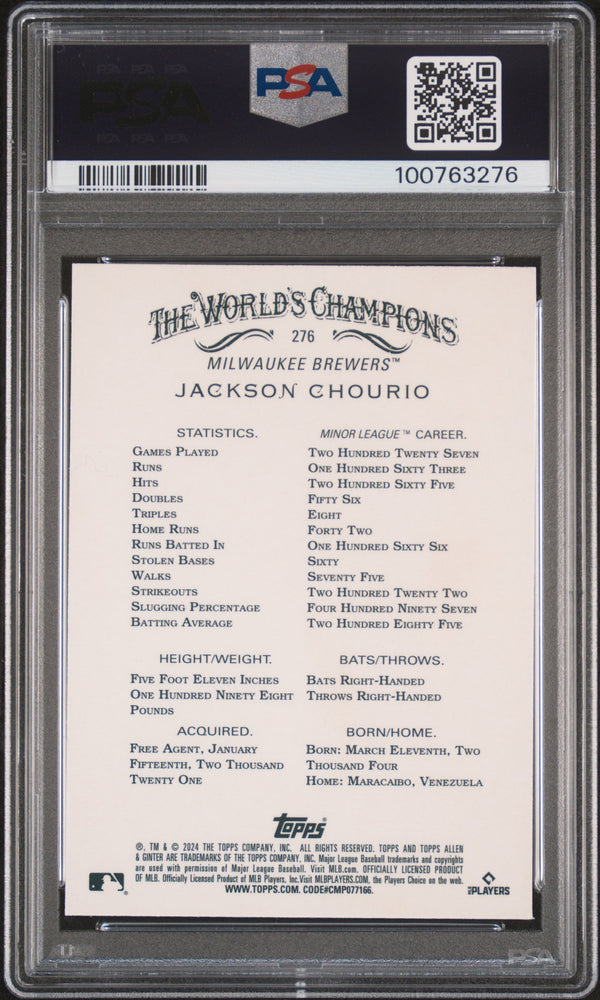 PSA PSA PSA
PSA
PSA PSA PSA
PSA
100763276
THE WORLD'S CHAMPIONS
276
MILWAUKEE BREWERS™
JACKSON CHOURIO
STATISTICS. MINOR LEAGUE™ CAREER.
GAMES PLAYED TWO HUNDRED TWENTY SEVEN
RUNS ONE HUNDRED SIXTY THREE
HITS TWO HUNDRED SIXTY FIVE
DOUBLES FIFTY SIX
TRIPLES EIGHT
HOME RUNS FORTY TWO
RUNS BATTED IN ONE HUNDRED SIXTY SIX
STOLEN BASES SIXTY
WALKS SEVENTY FIVE
STRIKEOUTS TWO HUNDRED TWENTY TWO
SLUGGING PERCENTAGE FOUR HUNDRED NINETY SEVEN
BATTING AVERAGE TWO HUNDRED EIGHTY FIVE
HEIGHT/WEIGHT.
FIVE FOOT ELEVEN INCHES
ONE HUNDRED NINETY EIGHT
POUNDS
BATS/THROWS.
BATS RIGHT-HANDED
THROWS RIGHT-HANDED
ACQUIRED.
FREE AGENT, JANUARY
FIFTEENTH, TWO THOUSAND
TWENTY ONE
BORN/HOME.
BORN: MARCH ELEVENTH, TWO
THOUSAND FOUR
HOME: MARACAIBO, VENEZUELA
Topps®
®, TM & © 2024 THE TOPPS COMPANY, INC. ALL RIGHTS RESERVED. TOPPS AND TOPPS ALLEN
& GINTER ARE TRADEMARKS OF THE TOPPS COMPANY, INC. Major League Baseball trademarks and copyrights
are used with permission of Major League Baseball. Visit MLB.com. OFFICIALLY LICENSED PRODUCT
OF MLB. Officially Licensed Product of MLB Players, Inc. Visit MLBPLAYERS.COM, the Players Choice on the web.
WWW.TOPPS.COM. CODE#CMP077166.
MLB PLAYERS
PSA